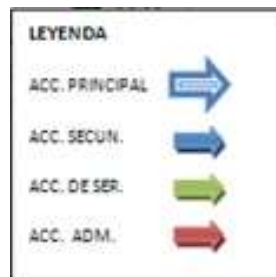 LEYENDA
ACC. PRINCIPAL
ACC. SECUN.
ACC. DE SER.
ACC. ADM.